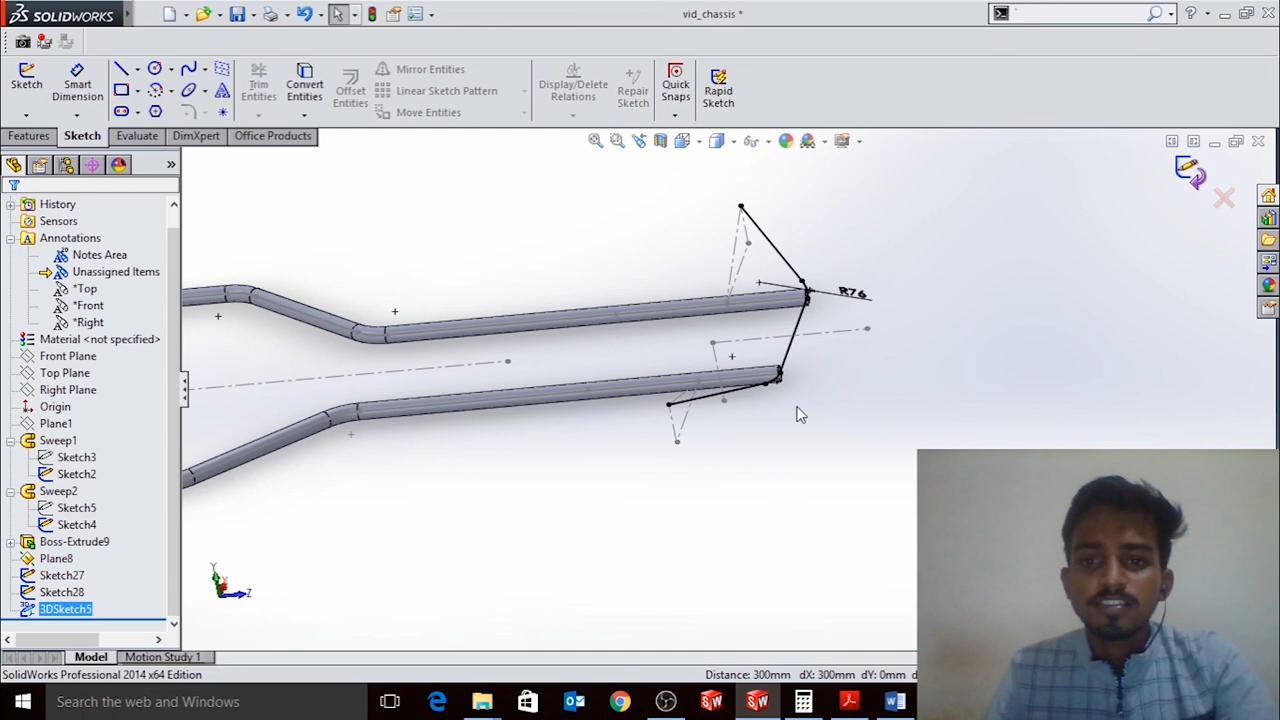 SOLIDWORKS
vid_chassis *
Sketch
Smart Dimension
Trim Entities
Convert Entities
Offset Entities
Mirror Entities
Linear Sketch Pattern
Move Entities
Display/Delete Relations
Repair Sketch
Quick Snaps
Rapid Sketch
Features
Sketch
Evaluate
DimXpert
Office Products
History
Sensors
Annotations
Notes Area
Unassigned Items
*Top
*Front
*Right
Material <not specified>
Front Plane
Top Plane
Right Plane
Origin
Plane1
Sweep1
Sketch3
Sketch2
Sweep2
Sketch5
Sketch4
Boss-Extrude9
Plane8
Sketch27
Sketch28
3DSketch5
R76
Y
Z
Model
Motion Study 1
SolidWorks Professional 2014 x64 Edition
Distance: 300mm dX: 300mm dY: 0mm
Search the web and Windows